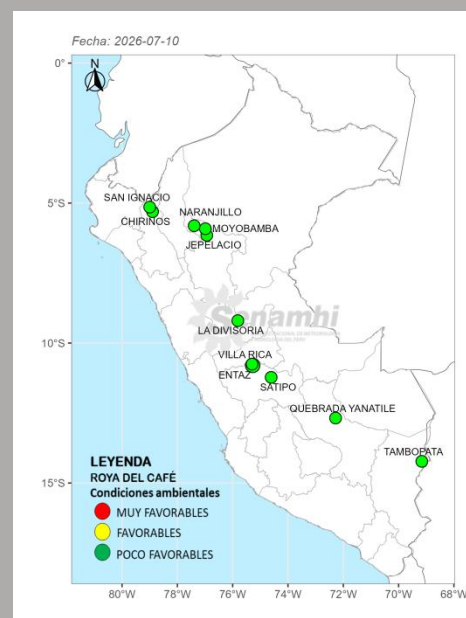 Fecha: 2026-07-10
N
0°
5°S
10°S
15°S
SAN IGNACIO
CHIRINOS
NARANJILLO
MOYOBAMBA
JEPELACIO
Senamhi
LA DIVISORIA
VILLA RICA
ENTAZ
SATIPO
QUEBRADA YANATILE
TAMBOPATA
LEYENDA
ROYA DEL CAFÉ
Condiciones ambientales
MUY FAVORABLES
FAVORABLES
POCO FAVORABLES
80°W 78°W 76°W 74°W 72°W 70°W 68°W